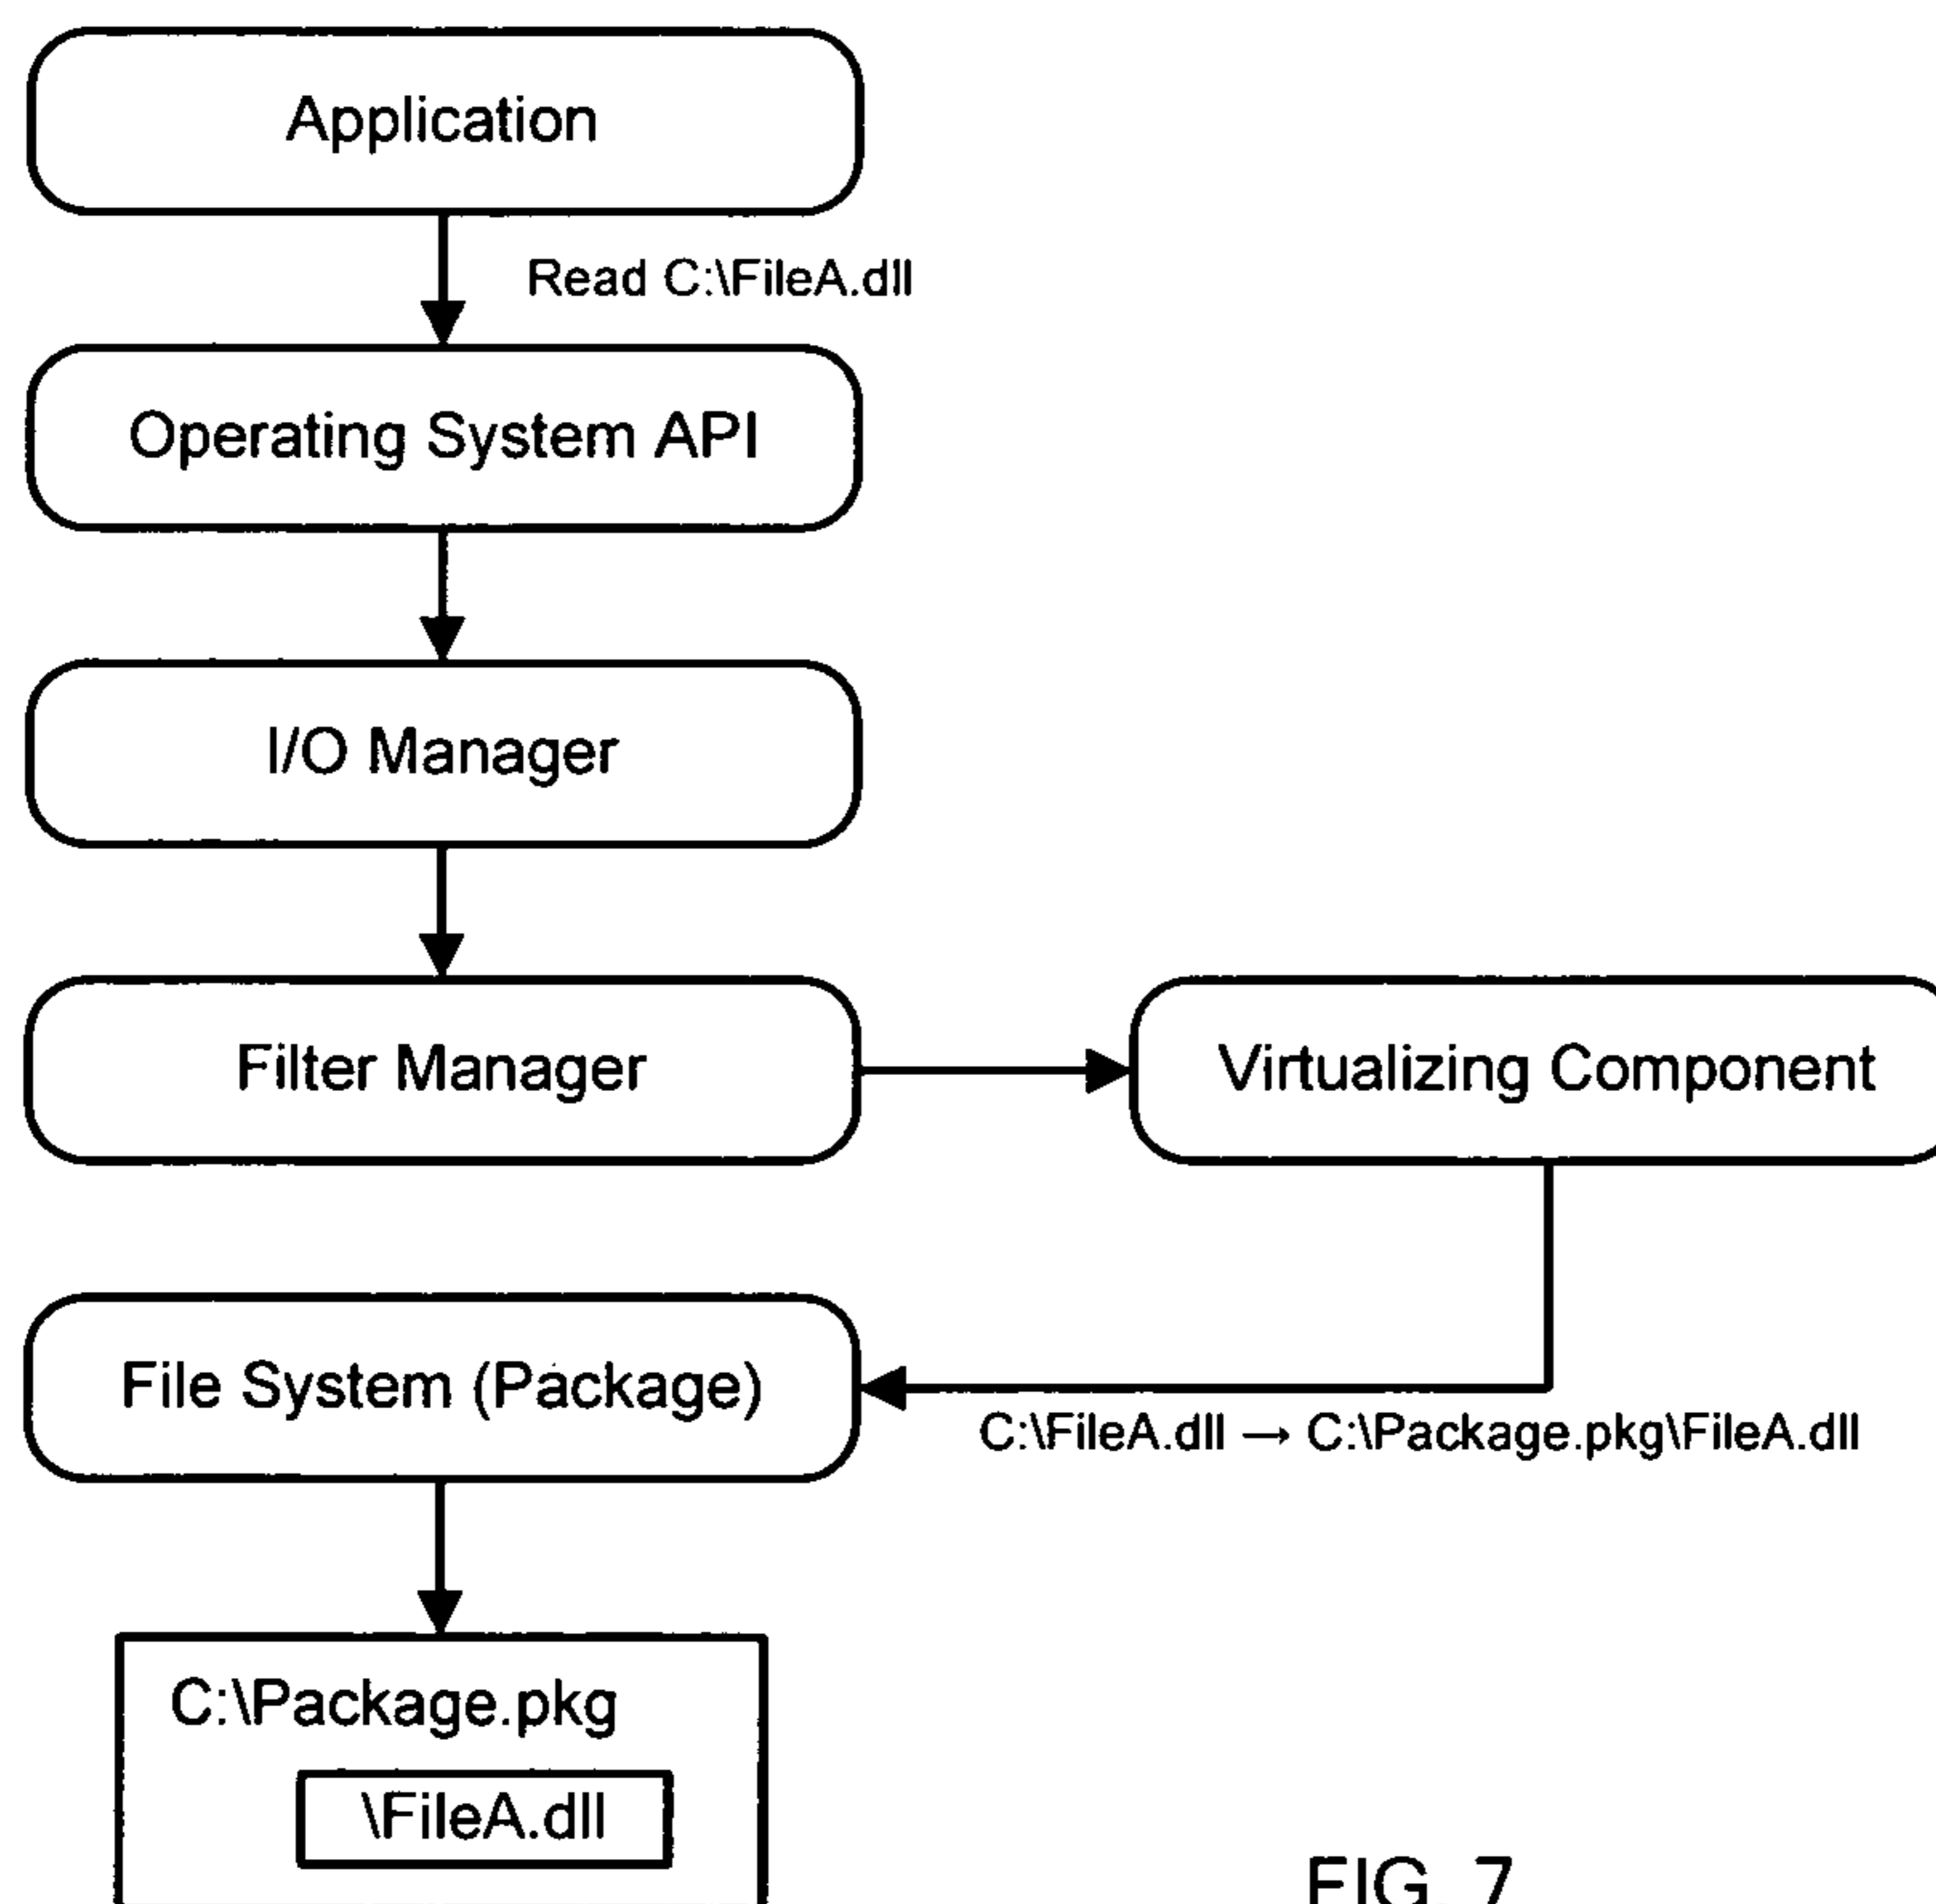 Application
Read C:\FileA.dll
Operating System API
I/O Manager
Filter Manager
Virtualizing Component
File System (Package)
C:\FileA.dll → C:\Package.pkg\FileA.dll
C:\Package.pkg
\FileA.dll
FIG. 7